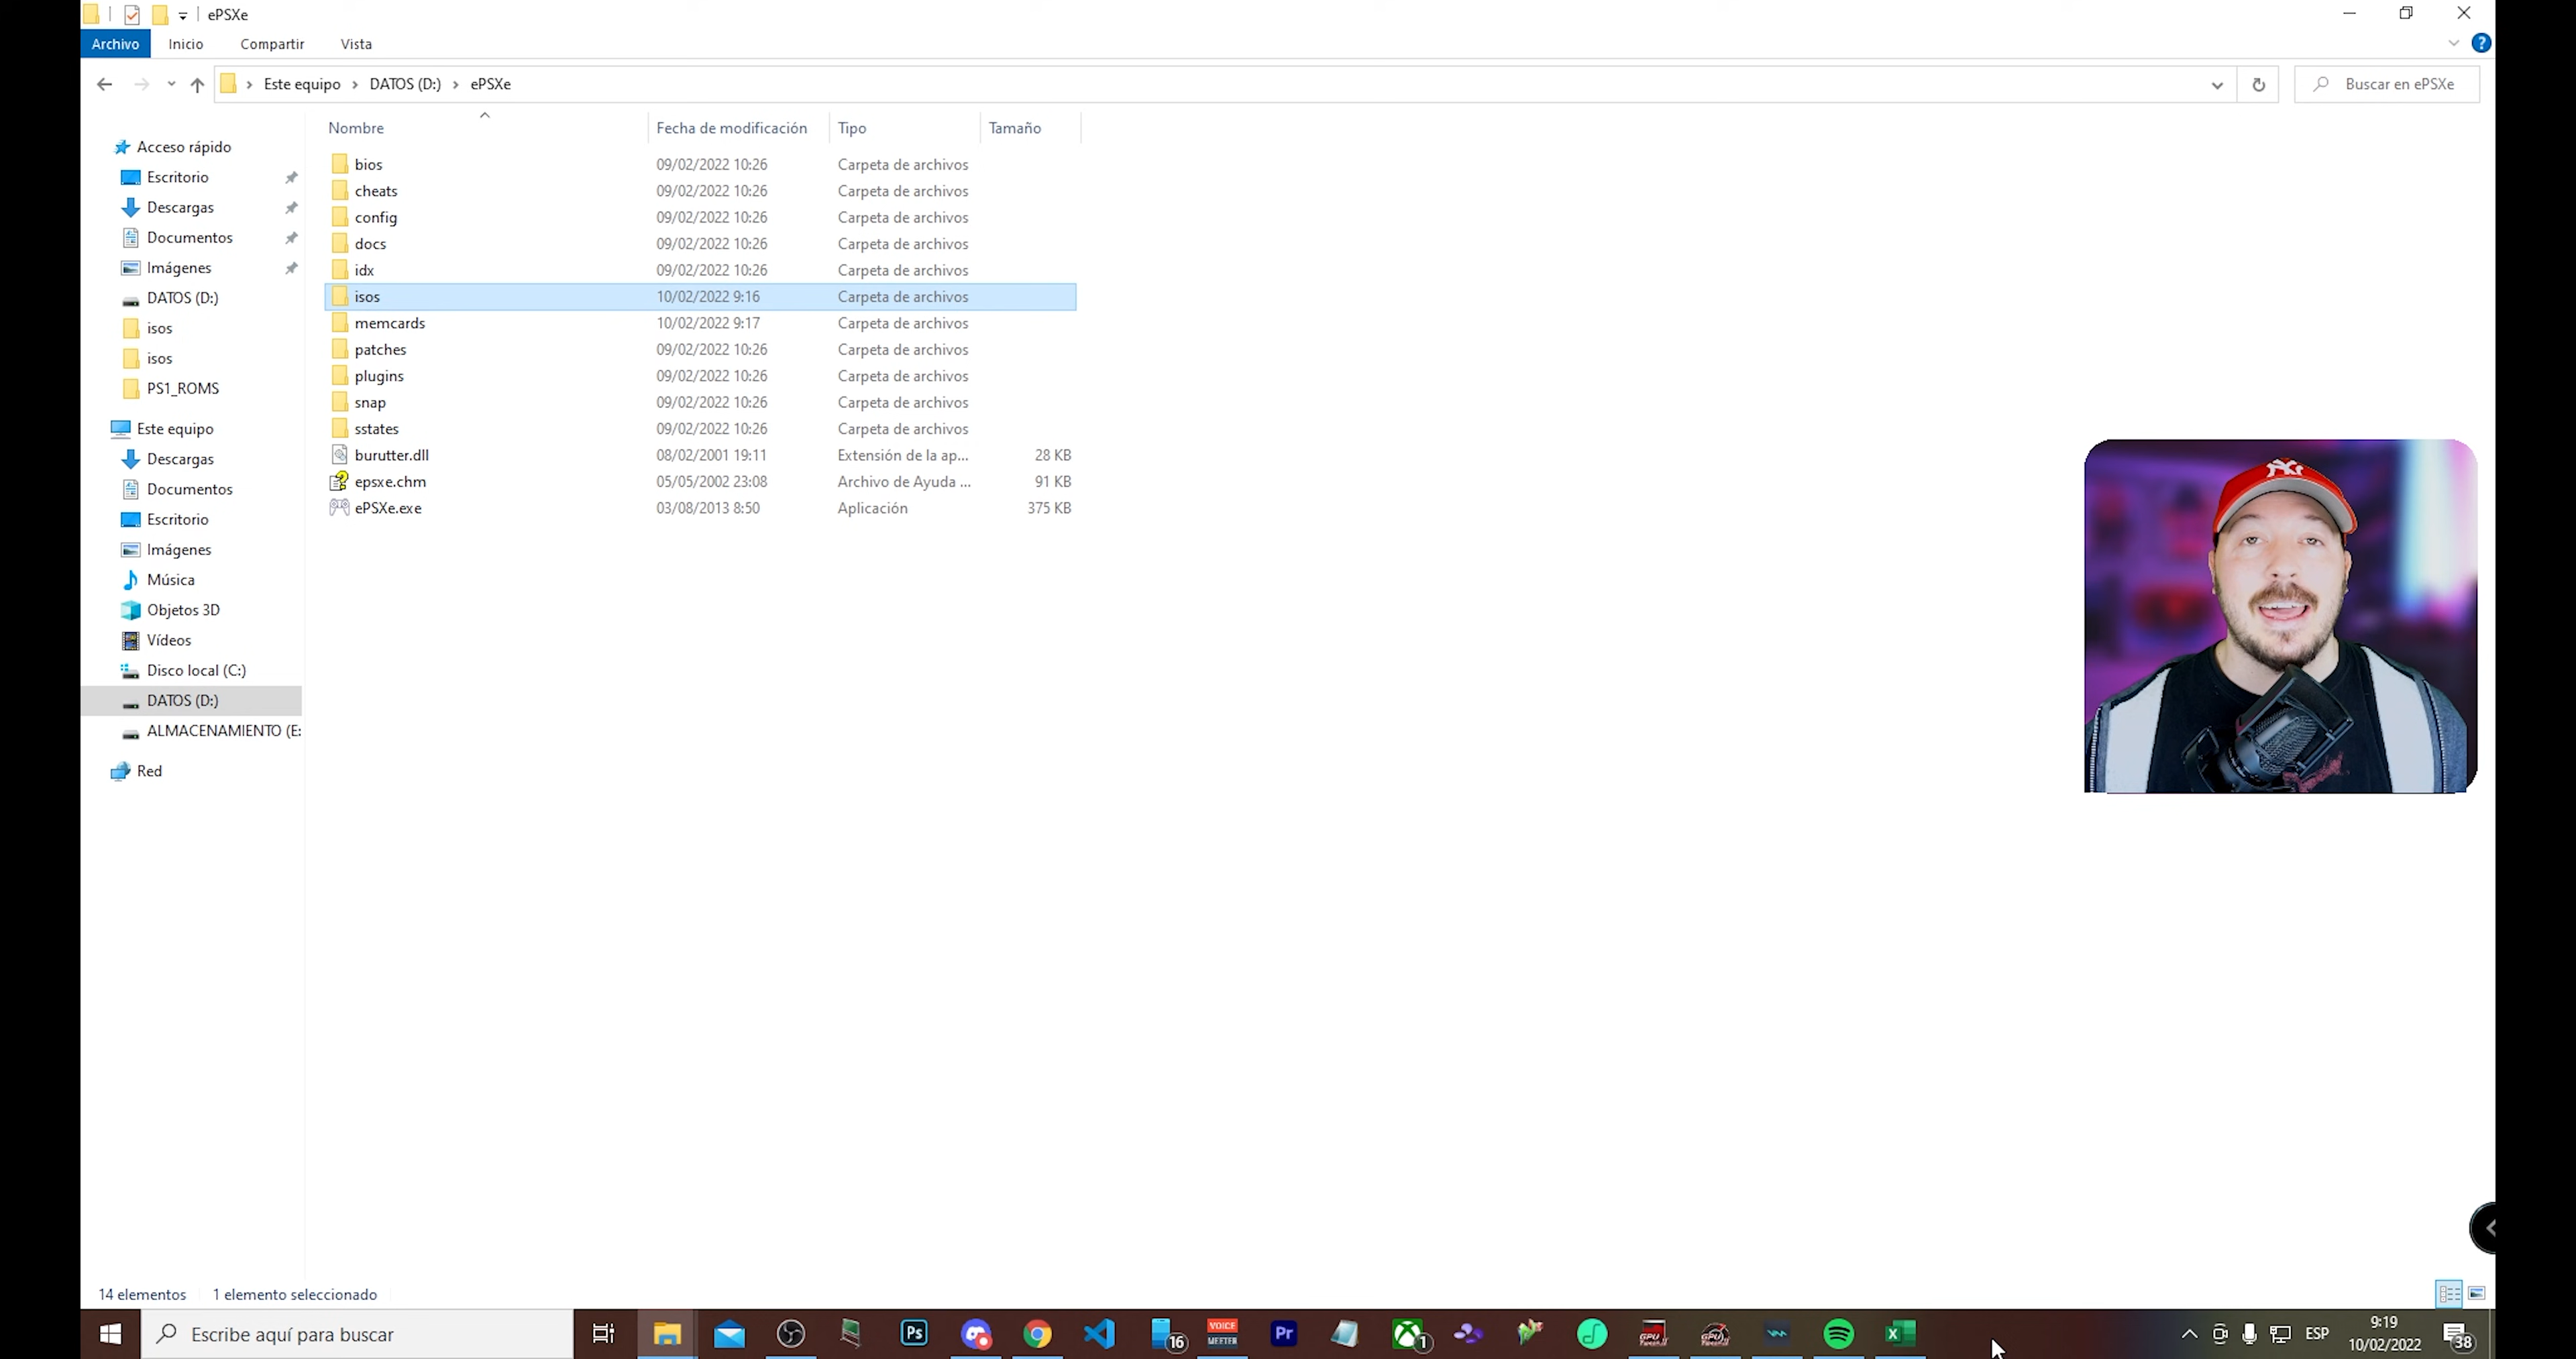 ePSXe
Archivo Inicio Compartir Vista
Este equipo DATOS (D:) ePSXe Buscar en ePSXe
Nombre Fecha de modificación Tipo Tamaño
Acceso rápido
Escritorio
Descargas
Documentos
Imágenes
DATOS (D:)
isos
isos
PS1_ROMS
Este equipo
Descargas
Documentos
Escritorio
Imágenes
Música
Objetos 3D
Vídeos
Disco local (C:)
DATOS (D:)
ALMACENAMIENTO (E:
Red
bios 09/02/2022 10:26 Carpeta de archivos
cheats 09/02/2022 10:26 Carpeta de archivos
config 09/02/2022 10:26 Carpeta de archivos
docs 09/02/2022 10:26 Carpeta de archivos
idx 09/02/2022 10:26 Carpeta de archivos
isos 10/02/2022 9:16 Carpeta de archivos
memcards 10/02/2022 9:17 Carpeta de archivos
patches 09/02/2022 10:26 Carpeta de archivos
plugins 09/02/2022 10:26 Carpeta de archivos
snap 09/02/2022 10:26 Carpeta de archivos
sstates 09/02/2022 10:26 Carpeta de archivos
burutter.dll 08/02/2001 19:11 Extensión de la ap... 28 KB
epsxe.chm 05/05/2002 23:08 Archivo de Ayuda ... 91 KB
ePSXe.exe 03/08/2013 8:50 Aplicación 375 KB
14 elementos 1 elemento seleccionado
Escribe aquí para buscar
Ps
16
VOICE
MEETER
Pr
1
GPU
GPU
ESP
9:19
10/02/2022
38